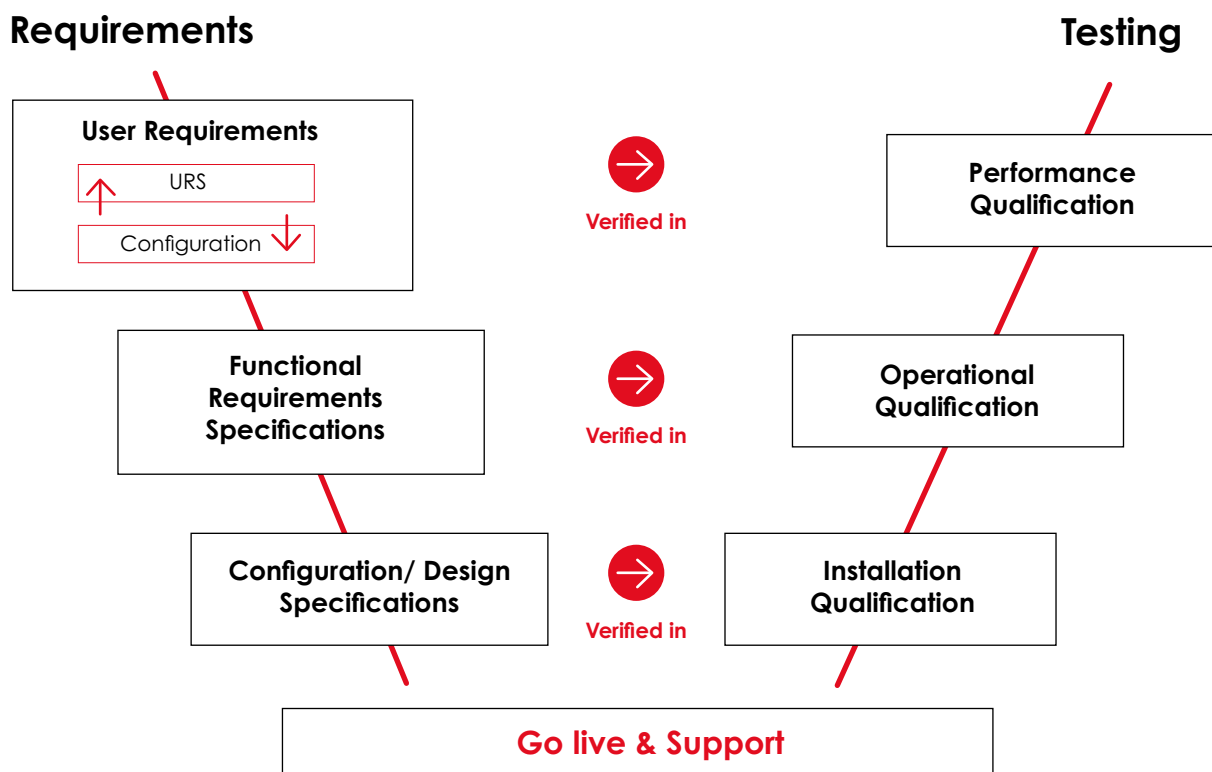 Requirements
Testing
User Requirements
URS
Configuration
Verified in
Performance
Qualification
Functional
Requirements
Specifications
Verified in
Operational
Qualification
Configuration/ Design
Specifications
Verified in
Installation
Qualification
Go live & Support